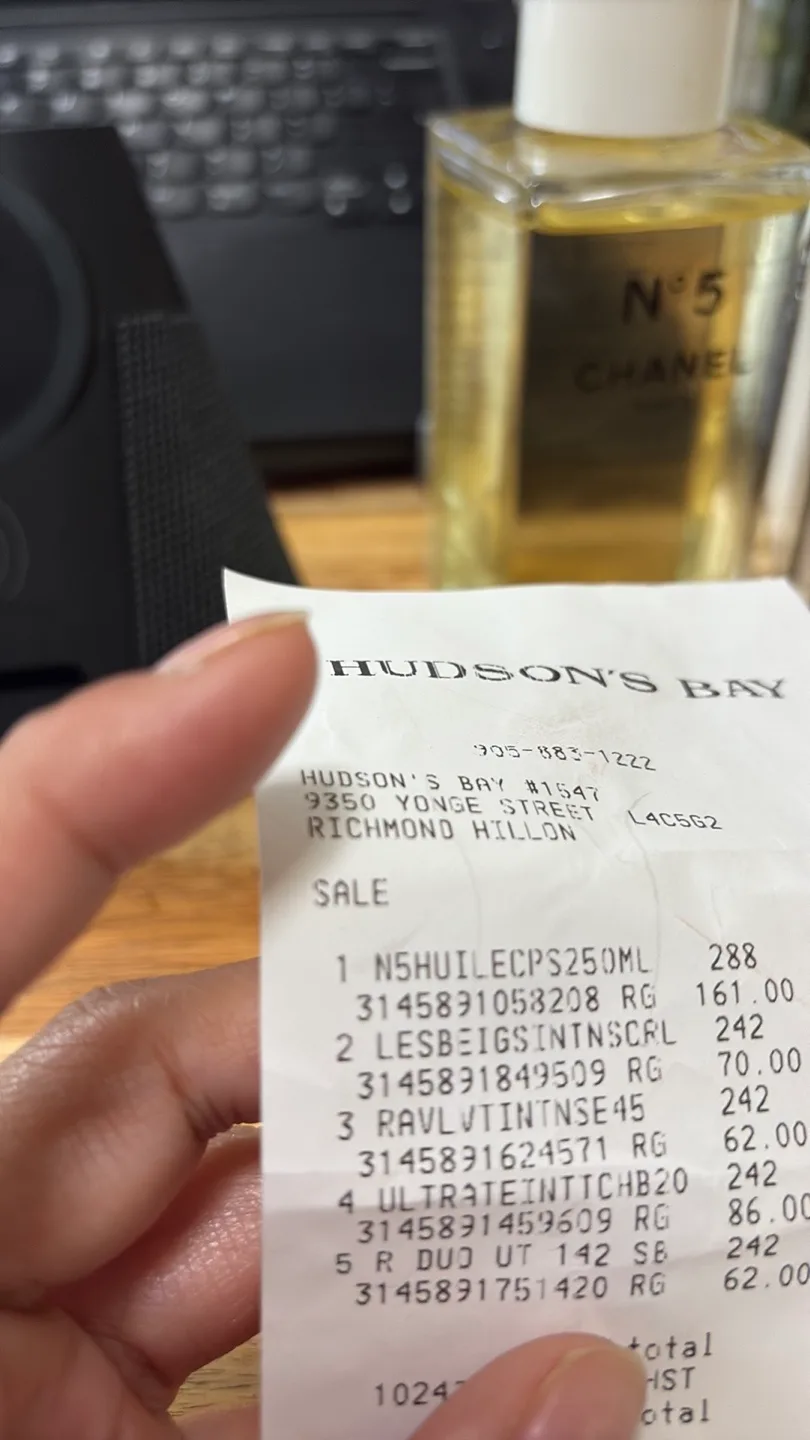 N°5
CHANEL
HUDSON'S BAY
905-883-1222
HUDSON'S BAY #1547
9350 YONGE STREET L4C5G2
RICHMOND HILLON
SALE
1 N5HUILECPS250ML 288
3145891058208 RG 161.00
2 LESBEIGSINTNSCRL 242
3145891849509 RG 70.00
3 RAVLVTINTNSE45 242
3145891624571 RG 62.00
4 ULTRATEINTTCHB20 242
3145891459609 RG 86.00
5 R DUO UT 142 SB 242
3145891751420 RG 62.00
total
HST
otal